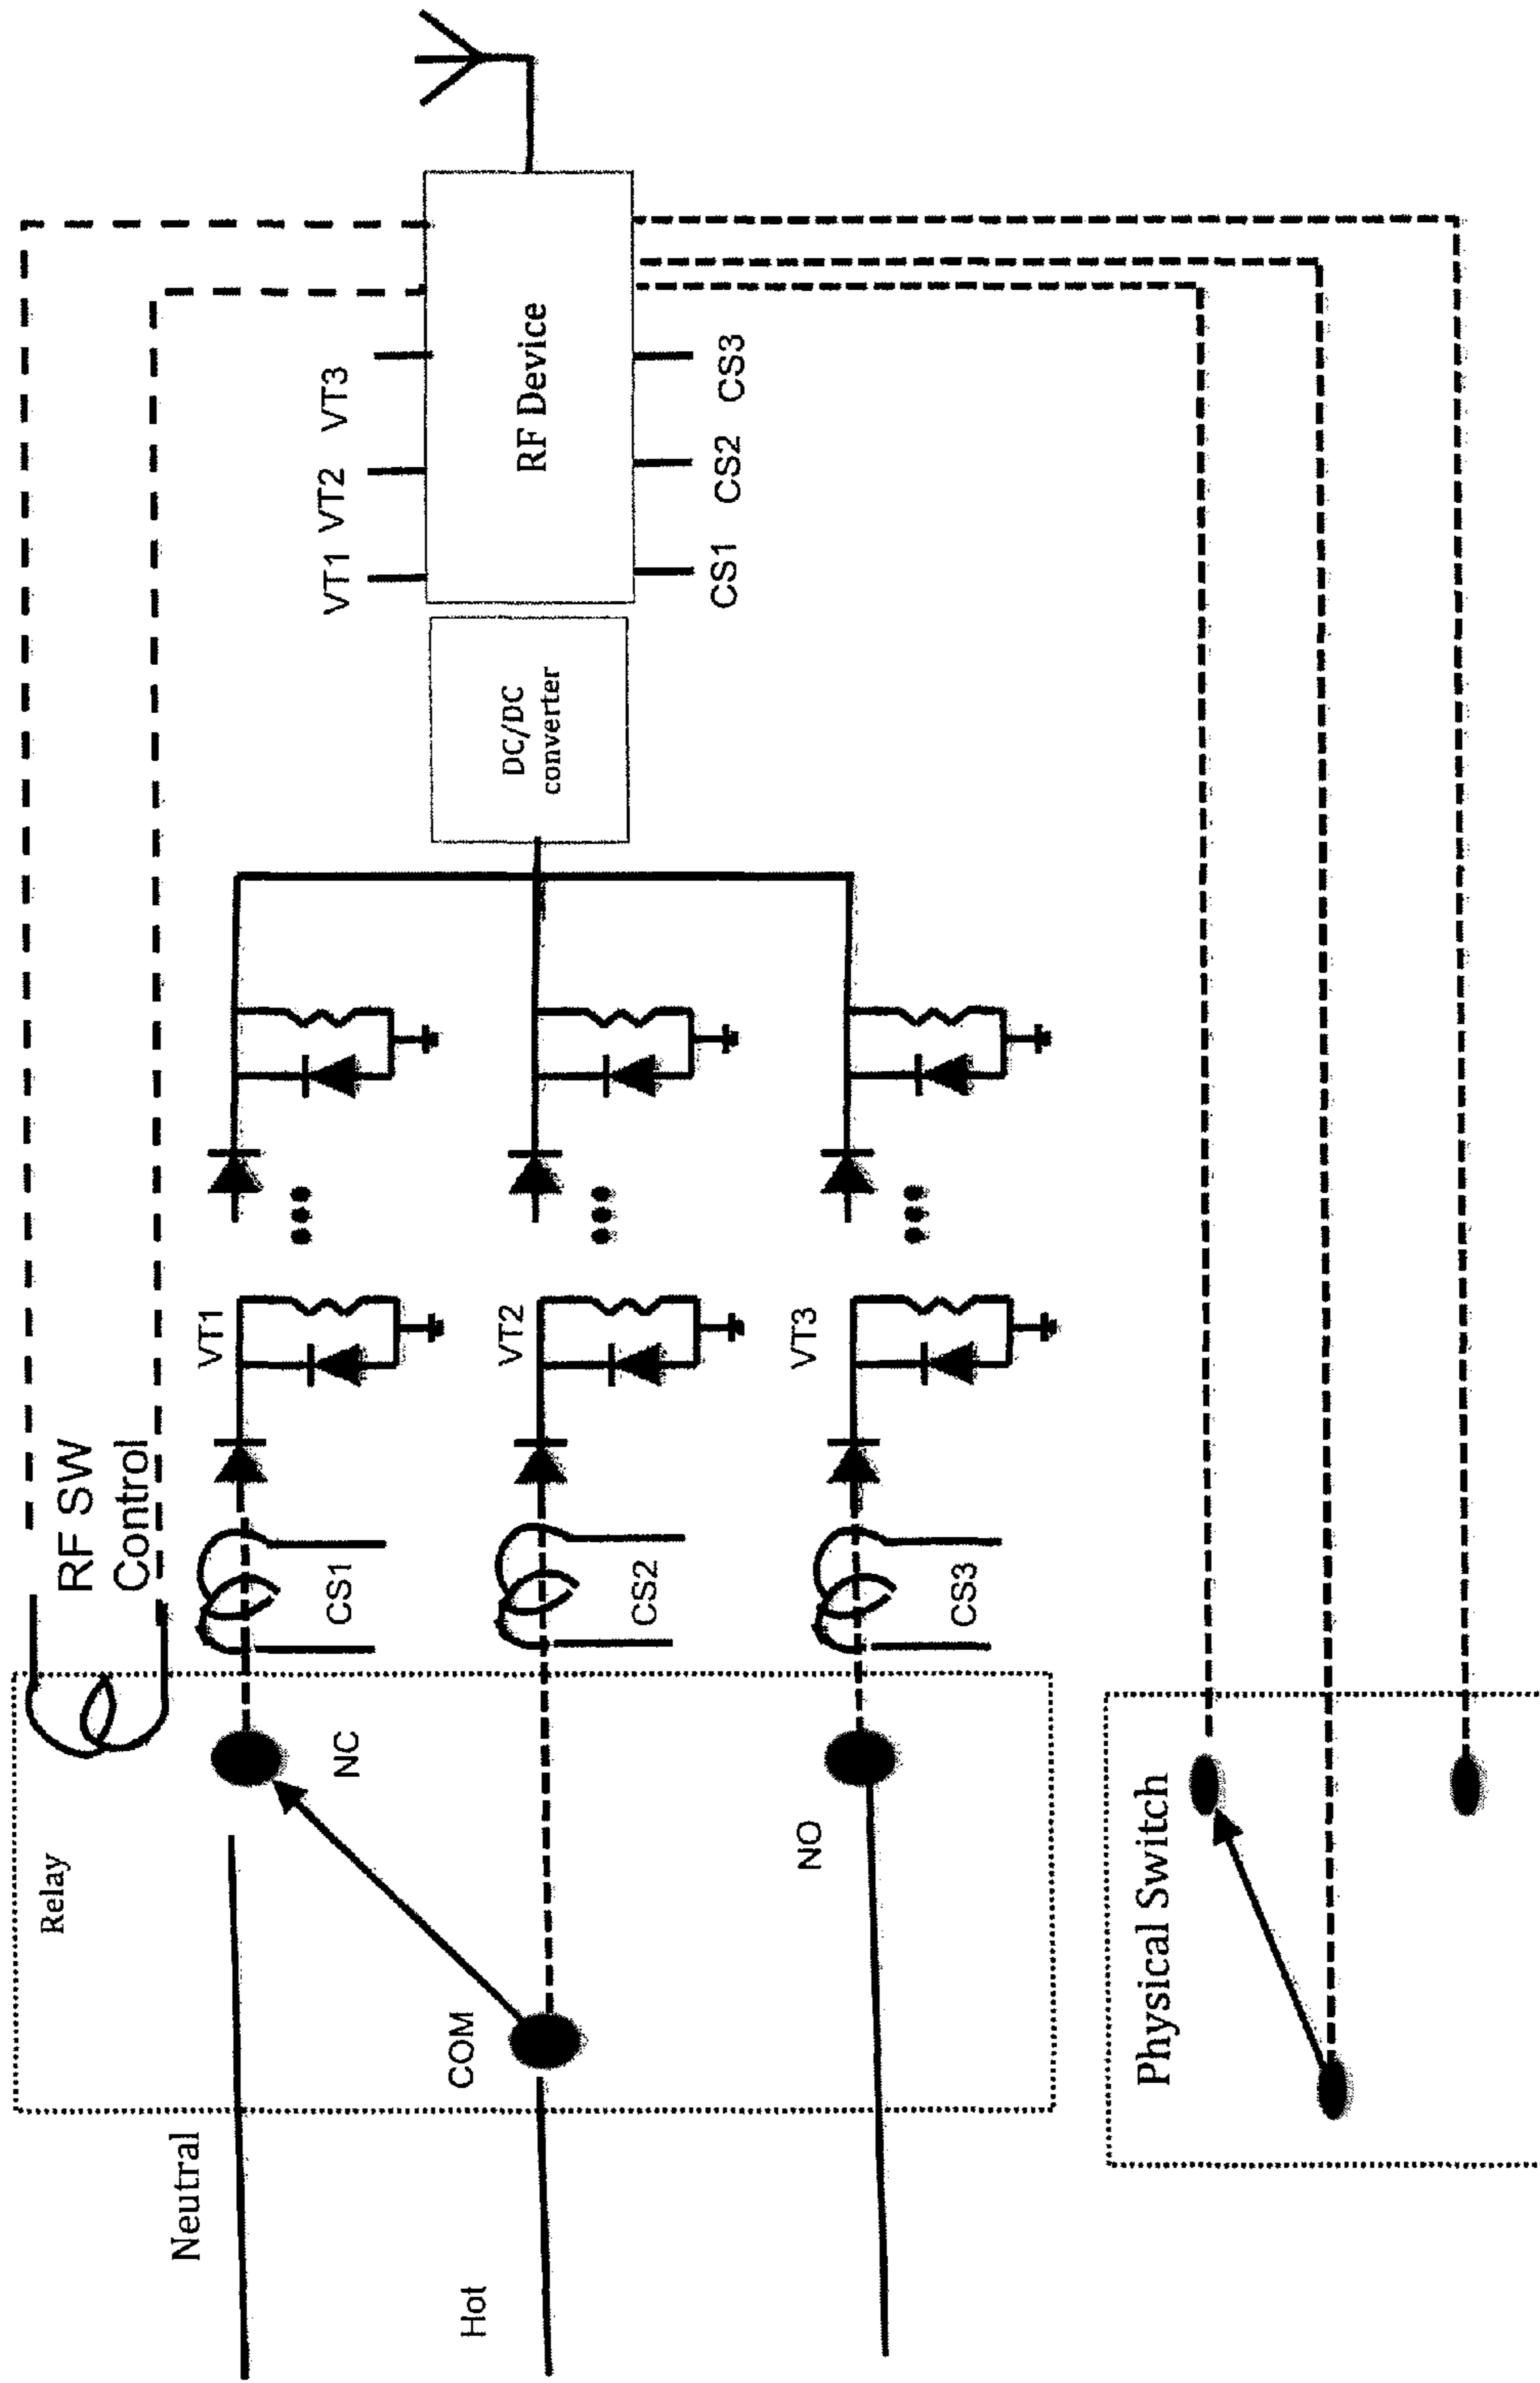 RF SW
Control
Relay
Neutral
Hot
COM
NC
NO
CS1
CS2
CS3
VT1
VT2
VT3
DC/DC
converter
VT1
VT2
VT3
RF Device
CS1
CS2
CS3
Physical Switch